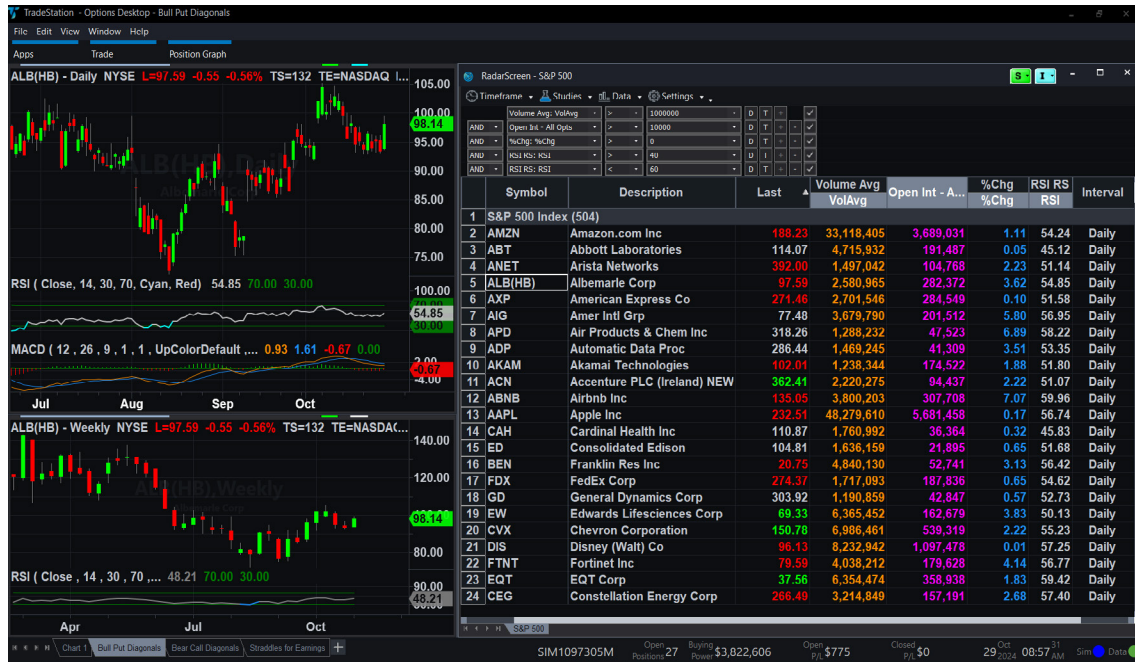 TradeStation - Options Desktop - Bull Put Diagonals
File Edit View Window Help
Apps Trade Position Graph
ALB(HB) - Daily NYSE L=97.59 -0.55 -0.56% TS=132 TE=NASDAQ I...
105.00
100.00
98.14
95.00
90.00
85.00
80.00
75.00
ALB(HB),Daily
RSI ( Close, 14, 30, 70, Cyan, Red) 54.85 70.00 30.00
100.00
70.00
54.85
30.00
MACD ( 12 , 26 , 9 , 1 , 1 , UpColorDefault ,... 0.93 1.61 -0.67 0.00
2.00
-0.67
-4.00
Jul Aug Sep Oct
ALB(HB) - Weekly NYSE L=97.59 -0.55 -0.56% TS=132 TE=NASDAC...
140.00
120.00
98.14
80.00
ALB(HB),Weekly
RSI ( Close , 14 , 30 , 70 ,... 48.21 70.00 30.00
90.00
48.21
Apr Jul Oct
Chart 1 Bull Put Diagonals Bear Call Diagonals Straddles for Earnings +
RadarScreen - S&P 500
S I
Timeframe Studies Data Settings
Volume Avg: VolAvg > 1000000 D T
AND Open Int - All Opts > 10000 D T
AND %Chg: %Chg > 0 D T
AND RSI RS: RSI > 40 D T
AND RSI RS: RSI < 60 D T
Symbol Description Last Volume Avg VolAvg Open Int - A... %Chg %Chg RSI RS RSI Interval
1 S&P 500 Index (504)
2 AMZN Amazon.com Inc 188.23 33,118,405 3,689,031 1.11 54.24 Daily
3 ABT Abbott Laboratories 114.07 4,715,932 191,487 0.05 45.12 Daily
4 ANET Arista Networks 392.00 1,497,042 104,768 2.23 51.14 Daily
5 ALB(HB) Albemarle Corp 97.59 2,580,965 282,372 3.62 54.85 Daily
6 AXP American Express Co 271.46 2,701,546 284,549 0.10 51.58 Daily
7 AIG Amer Intl Grp 77.48 3,679,790 201,512 5.80 56.95 Daily
8 APD Air Products & Chem Inc 318.26 1,288,232 47,523 6.89 58.22 Daily
9 ADP Automatic Data Proc 286.44 1,469,245 41,309 3.51 53.35 Daily
10 AKAM Akamai Technologies 102.01 1,238,344 174,522 1.88 51.80 Daily
11 ACN Accenture PLC (Ireland) NEW 362.41 2,220,275 94,437 2.22 51.07 Daily
12 ABNB Airbnb Inc 135.05 3,800,203 307,708 7.07 59.96 Daily
13 AAPL Apple Inc 232.51 48,279,610 5,681,458 0.17 56.74 Daily
14 CAH Cardinal Health Inc 110.87 1,760,992 36,364 0.32 45.83 Daily
15 ED Consolidated Edison 104.81 1,636,159 21,895 0.65 51.68 Daily
16 BEN Franklin Res Inc 20.75 4,840,130 52,741 3.13 56.42 Daily
17 FDX FedEx Corp 274.37 1,717,093 187,836 0.65 54.62 Daily
18 GD General Dynamics Corp 303.92 1,190,859 42,847 0.57 52.73 Daily
19 EW Edwards Lifesciences Corp 69.33 6,365,452 162,679 3.83 50.13 Daily
20 CVX Chevron Corporation 150.78 6,986,461 539,319 2.22 55.23 Daily
21 DIS Disney (Walt) Co 96.13 8,232,942 1,097,478 0.01 57.25 Daily
22 FTNT Fortinet Inc 79.59 4,038,212 179,628 4.14 56.77 Daily
23 EQT EQT Corp 37.56 6,354,474 358,938 1.83 59.42 Daily
24 CEG Constellation Energy Corp 266.49 3,214,849 157,191 2.68 57.40 Daily
S&P 500
SIM1097305M Open Positions 27 Buying Power $3,822,606 Open P/L $775 Closed P/L $0 29 Oct 2024 08:57 31 AM Sim Data